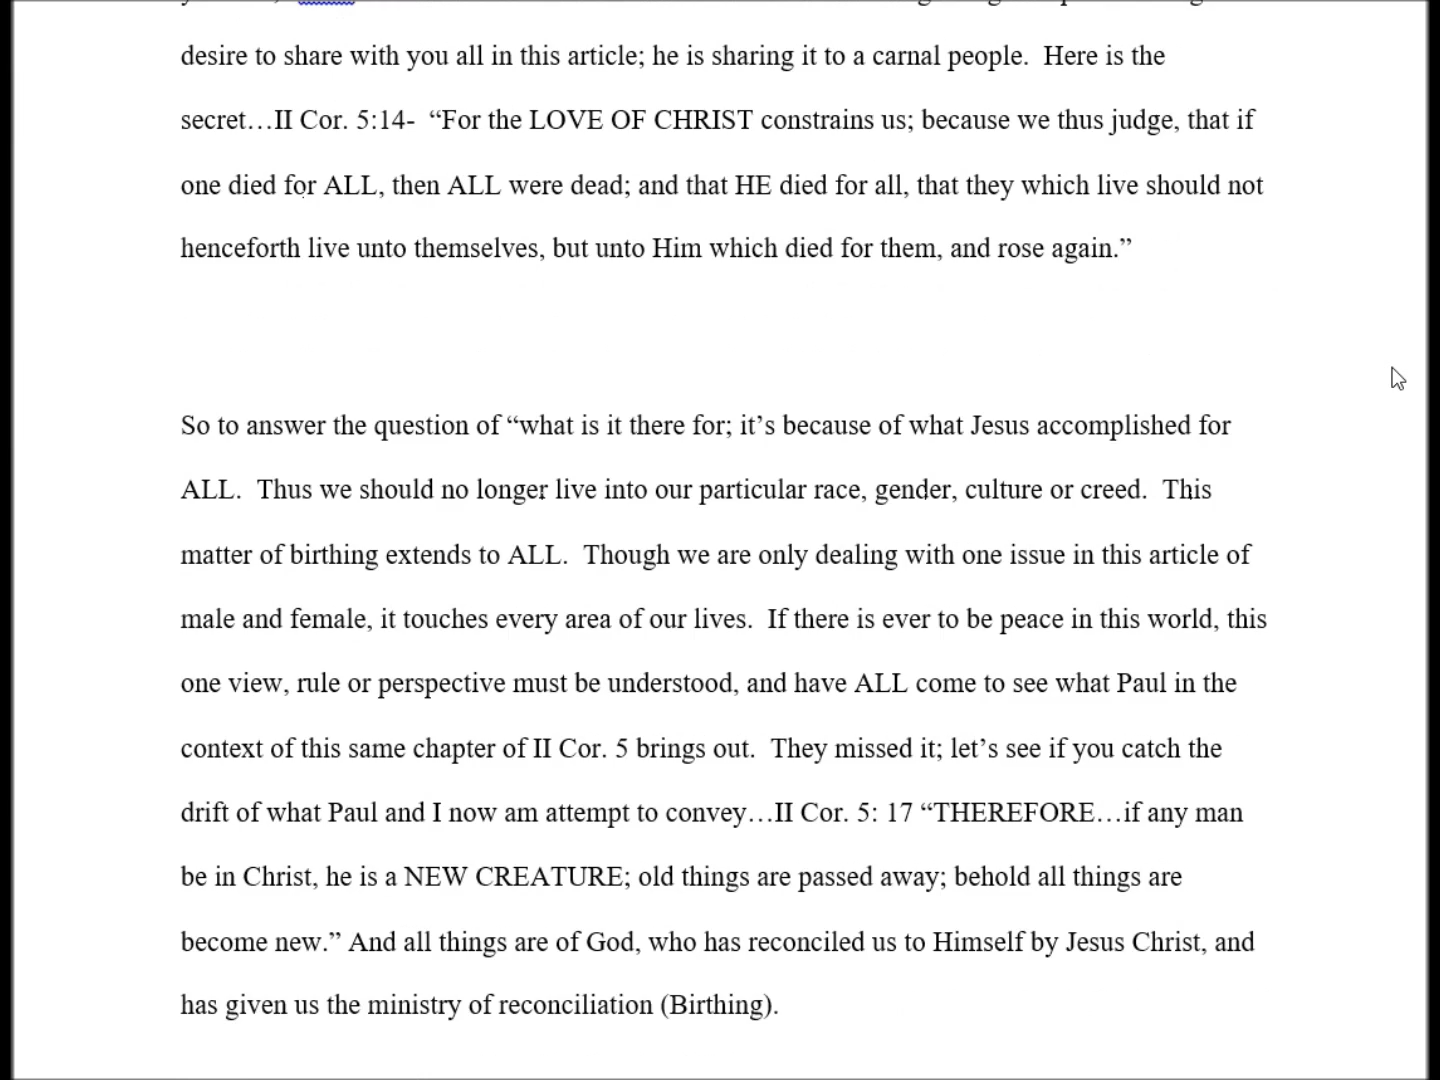 desire to share with you all in this article; he is sharing it to a carnal people.  Here is the
secret…II Cor. 5:14-  “For the LOVE OF CHRIST constrains us; because we thus judge, that if
one died for ALL, then ALL were dead; and that HE died for all, that they which live should not
henceforth live unto themselves, but unto Him which died for them, and rose again.”
So to answer the question of “what is it there for; it’s because of what Jesus accomplished for
ALL.  Thus we should no longer live into our particular race, gender, culture or creed.  This
matter of birthing extends to ALL.  Though we are only dealing with one issue in this article of
male and female, it touches every area of our lives.  If there is ever to be peace in this world, this
one view, rule or perspective must be understood, and have ALL come to see what Paul in the
context of this same chapter of II Cor. 5 brings out.  They missed it; let’s see if you catch the
drift of what Paul and I now am attempt to convey…II Cor. 5: 17 “THEREFORE…if any man
be in Christ, he is a NEW CREATURE; old things are passed away; behold all things are
become new.” And all things are of God, who has reconciled us to Himself by Jesus Christ, and
has given us the ministry of reconciliation (Birthing).